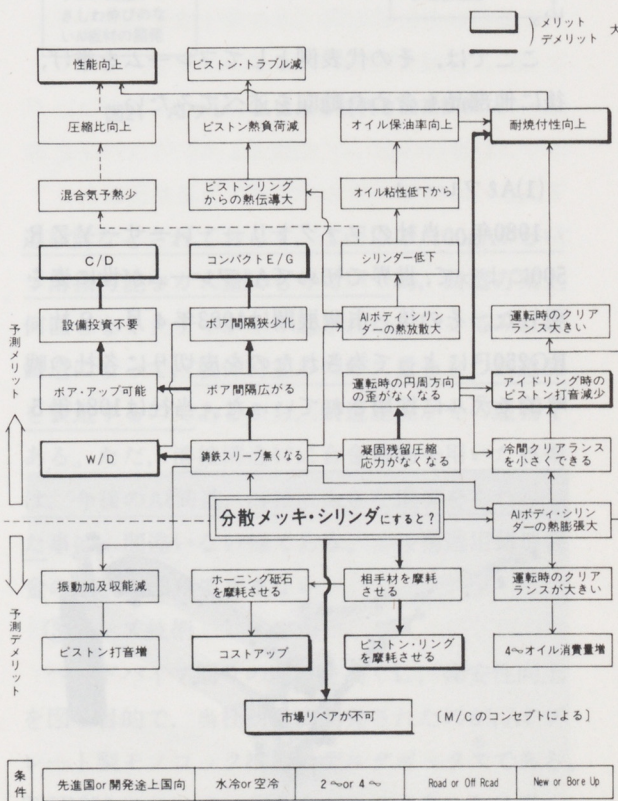 メリット
デメリット
性能向上
ピストン・トラブル減
圧縮比向上
ピストン熱負荷減
オイル保油率向上
耐焼付性向上
混合気予熱少
ピストンリング
からの熱伝導大
オイル粘性低下から
C/D
コンパクトE/G
シリンダー低下
設備投資不要
ボア間隔狭少化
Alボディ・シリン
ダーの熱放散大
運転時のクリア
ランス大きい
ボア・アップ可能
ボア間隔広がる
運転時の円周方向
の歪がなくなる
アイドリング時の
ピストン打音減少
W/D
鋳鉄スリーブ無くなる
凝固残留圧縮
応力がなくなる
冷間クリアランス
を小さくできる
分散メッキ・シリンダにすると?
Alボディ・シリン
ダーの熱膨張大
振動加及収能減
ホーニング砥石
を摩耗させる
相手材を摩耗
させる
運転時のクリア
ランスが大きい
ピストン打音増
コストアップ
ピストン・リング
を摩耗させる
4〜オイル消費量増
市場リペアが不可
〔M/Cのコンセプトによる〕
予測メリット
予測デメリット
条件
先進国or開発途上国向
水冷or空冷
2〜or 4〜
Road or Off Rcad
New or Bore Up